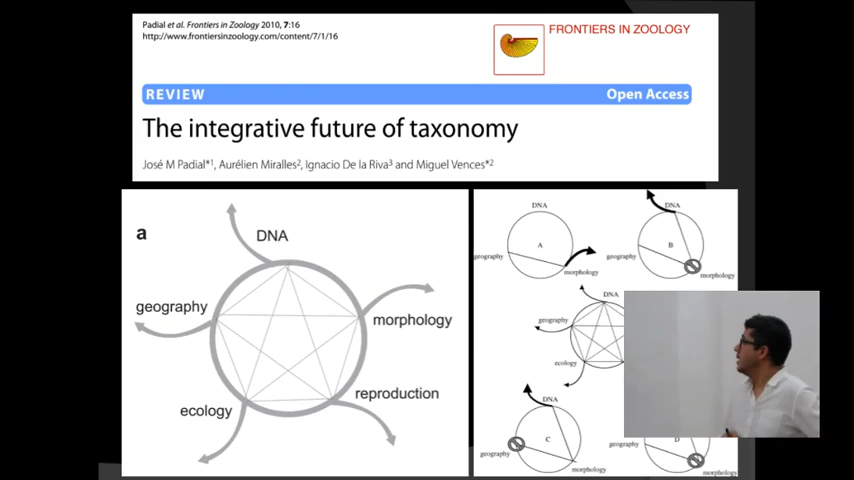 Padial et al. Frontiers in Zoology 2010, 7:16
http://www.frontiersinzoology.com/content/7/1/16
FRONTIERS IN ZOOLOGY
REVIEW
Open Access
The integrative future of taxonomy
José M Padial*1, Aurélien Miralles2, Ignacio De la Riva3 and Miguel Vences*2
a
DNA
geography
morphology
reproduction
ecology
DNA
A
geography
morphology
DNA
B
geography
morphology
DNA
geography
ecology
DNA
C
geography
morphology
D
geography
morphology